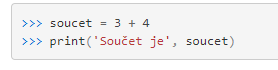 >>> soucet = 3 + 4
>>> print('Součet je', soucet)